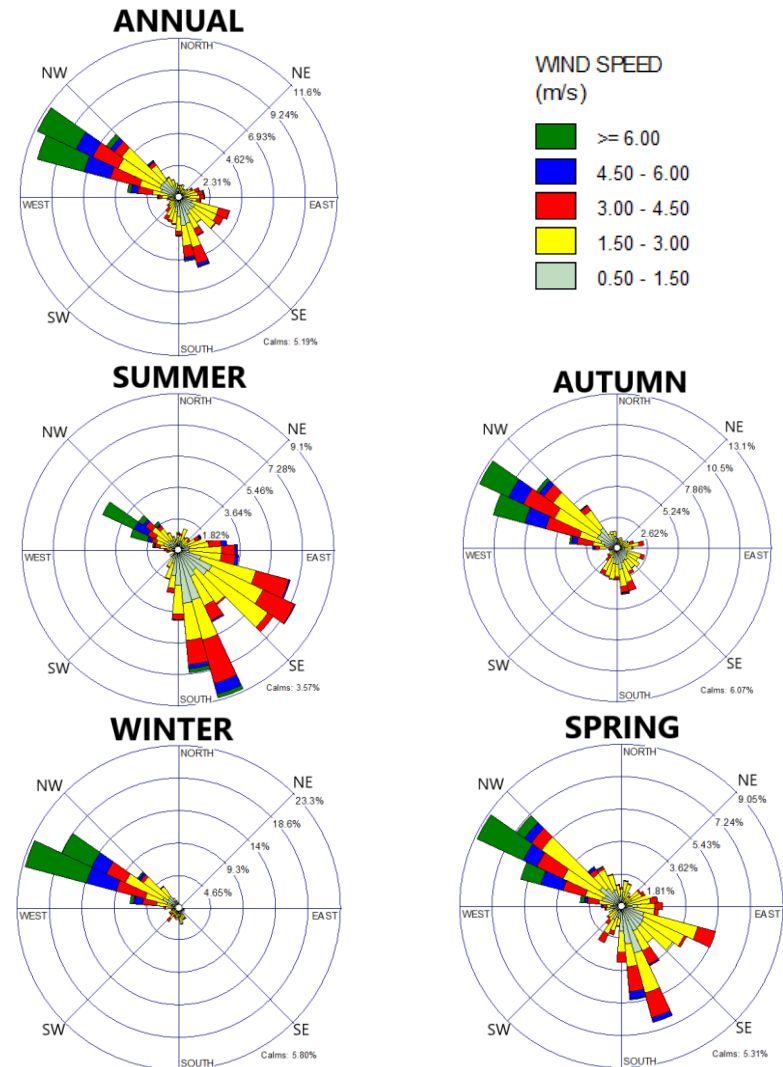 ANNUAL
NORTH
NW
NE
11.6%
9.24%
6.93%
4.62%
2.31%
WEST
EAST
SW
SE
SOUTH
Calms: 5.19%
WIND SPEED
(m/s)
>= 6.00
4.50 - 6.00
3.00 - 4.50
1.50 - 3.00
0.50 - 1.50
SUMMER
NORTH
NW
NE
9.1%
7.28%
5.46%
3.64%
1.82%
WEST
EAST
SW
SE
SOUTH
Calms: 3.57%
AUTUMN
NORTH
NW
NE
13.1%
10.5%
7.86%
5.24%
2.62%
WEST
EAST
SW
SE
SOUTH
Calms: 6.07%
WINTER
NORTH
NW
NE
23.3%
18.6%
14%
9.3%
4.65%
WEST
EAST
SW
SE
SOUTH
Calms: 5.80%
SPRING
NORTH
NW
NE
9.05%
7.24%
5.43%
3.62%
1.81%
WEST
EAST
SW
SE
SOUTH
Calms: 5.31%